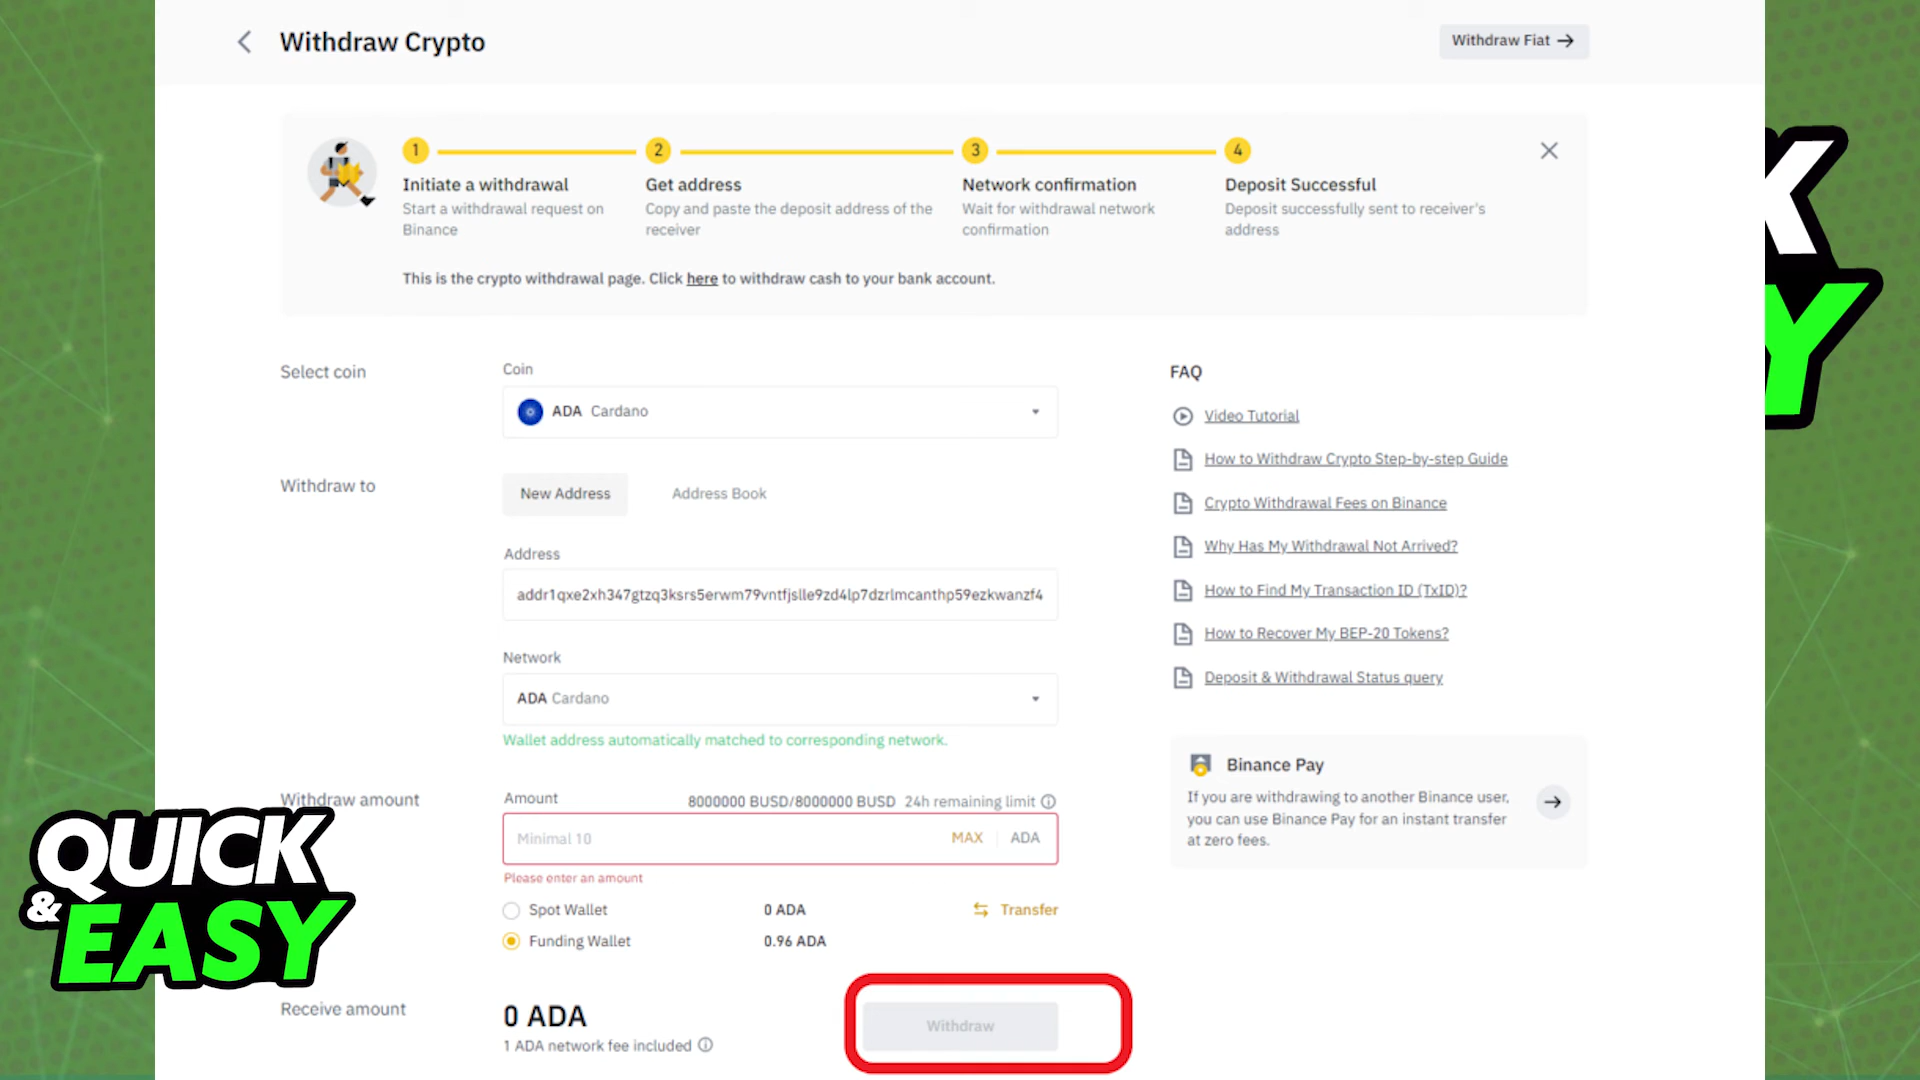 Withdraw Crypto
Withdraw Fiat →
1
2
3
4
Initiate a withdrawal
Start a withdrawal request on
Binance
Get address
Copy and paste the deposit address of the
receiver
Network confirmation
Wait for withdrawal network
confirmation
Deposit Successful
Deposit successfully sent to receiver's
address
This is the crypto withdrawal page. Click here to withdraw cash to your bank account.
Select coin
Coin
ADA Cardano
Withdraw to
New Address
Address Book
Address
addr1qxe2xh347gtzq3ksrs5erwm79vntfjslle9zd4lp7dzrlmcanthp59ezkwanzf4
Network
ADA Cardano
Wallet address automatically matched to corresponding network.
Withdraw amount
Amount
8000000 BUSD/8000000 BUSD 24h remaining limit
Minimal 10
MAX
ADA
Please enter an amount
Spot Wallet
0 ADA
Transfer
Funding Wallet
0.96 ADA
Receive amount
0 ADA
1 ADA network fee included
Withdraw
FAQ
Video Tutorial
How to Withdraw Crypto Step-by-step Guide
Crypto Withdrawal Fees on Binance
Why Has My Withdrawal Not Arrived?
How to Find My Transaction ID (TxID)?
How to Recover My BEP-20 Tokens?
Deposit & Withdrawal Status query
Binance Pay
If you are withdrawing to another Binance user,
you can use Binance Pay for an instant transfer
at zero fees.
QUICK
& EASY
K
Y